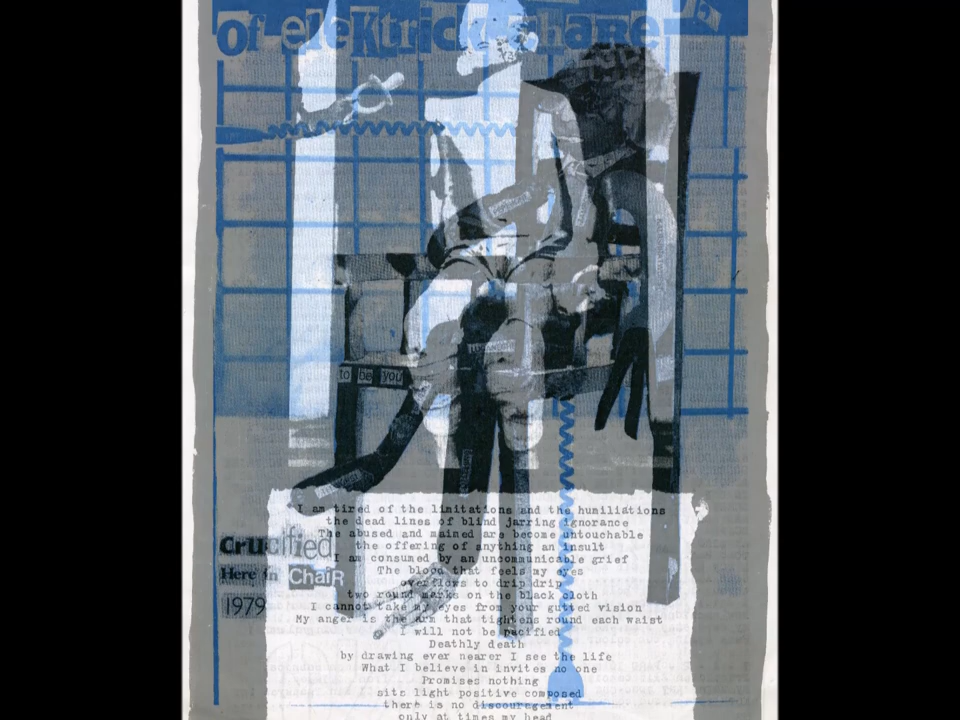 Of elektrick share
to be you
Crucified
Here in Chair
1979
I am tired of the limitations and the humiliations
the dead lines of blind jarring ignorance
The abused and maimed are become untouchable
the offering of anything an insult
I am consumed by an uncommunicable grief
The blood that feels my eyes
overflows to drip drip
two round marks on the black cloth
I cannot take my eyes from your gutted vision
My anger is the arm that tightens round each waist
I will not be pacified
Deathly death
by drawing ever nearer I see the life
What I believe in invites no one
Promises nothing
sits light positive composed
there is no discouragement
only at times my head